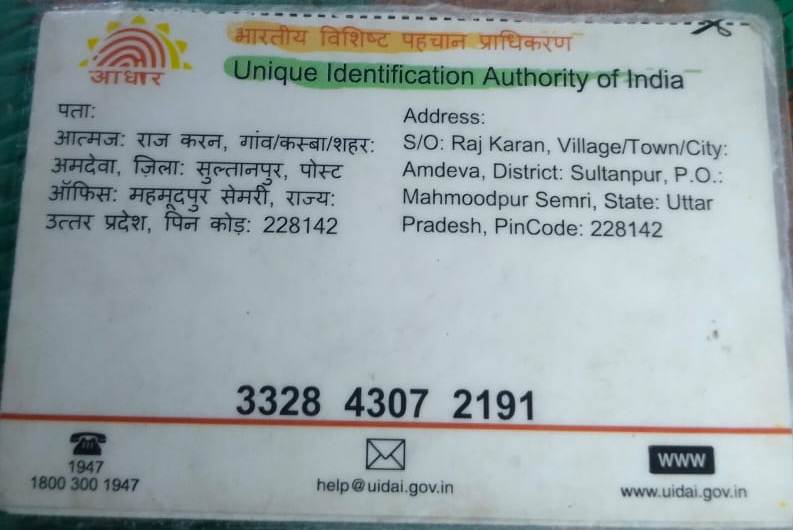 भारतीय विशिष्ट पहचान प्राधिकरण
आधार
Unique Identification Authority of India
पता:
आत्मज: राज करन, गांव/कस्बा/शहर:
अमदेवा, ज़िला: सुल्तानपुर, पोस्ट
ऑफिस: महमूदपुर सेमरी, राज्य:
उत्तर प्रदेश, पिन कोड: 228142
Address:
S/O: Raj Karan, Village/Town/City:
Amdeva, District: Sultanpur, P.O.:
Mahmoodpur Semri, State: Uttar
Pradesh, PinCode: 228142
3328 4307 2191
1947
1800 300 1947
help@uidai.gov.in
WWW
www.uidai.gov.in